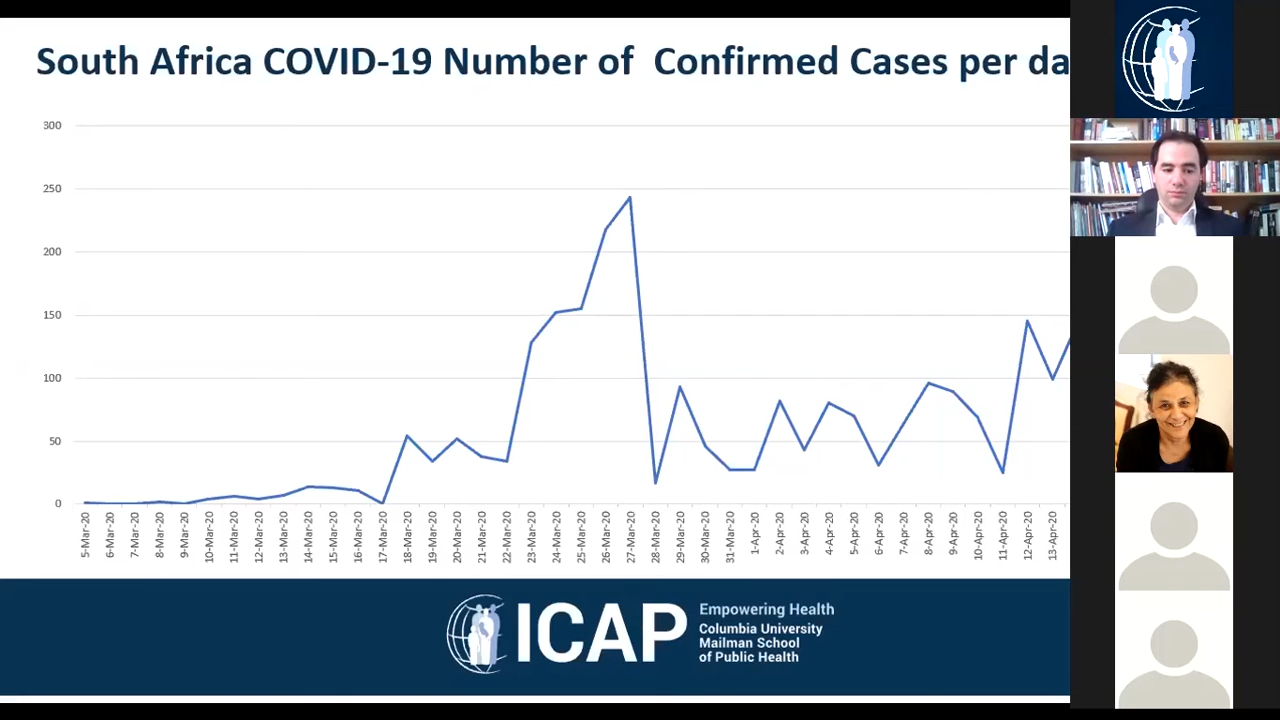 South Africa COVID-19 Number of  Confirmed Cases per da
300
250
200
150
100
50
0
5-Mar-20
6-Mar-20
7-Mar-20
8-Mar-20
9-Mar-20
10-Mar-20
11-Mar-20
12-Mar-20
13-Mar-20
14-Mar-20
15-Mar-20
16-Mar-20
17-Mar-20
18-Mar-20
19-Mar-20
20-Mar-20
21-Mar-20
22-Mar-20
23-Mar-20
24-Mar-20
25-Mar-20
26-Mar-20
27-Mar-20
28-Mar-20
29-Mar-20
30-Mar-20
31-Mar-20
1-Apr-20
2-Apr-20
3-Apr-20
4-Apr-20
5-Apr-20
6-Apr-20
7-Apr-20
8-Apr-20
9-Apr-20
10-Apr-20
11-Apr-20
12-Apr-20
13-Apr-20
ICAP
Empowering Health
Columbia University
Mailman School
of Public Health